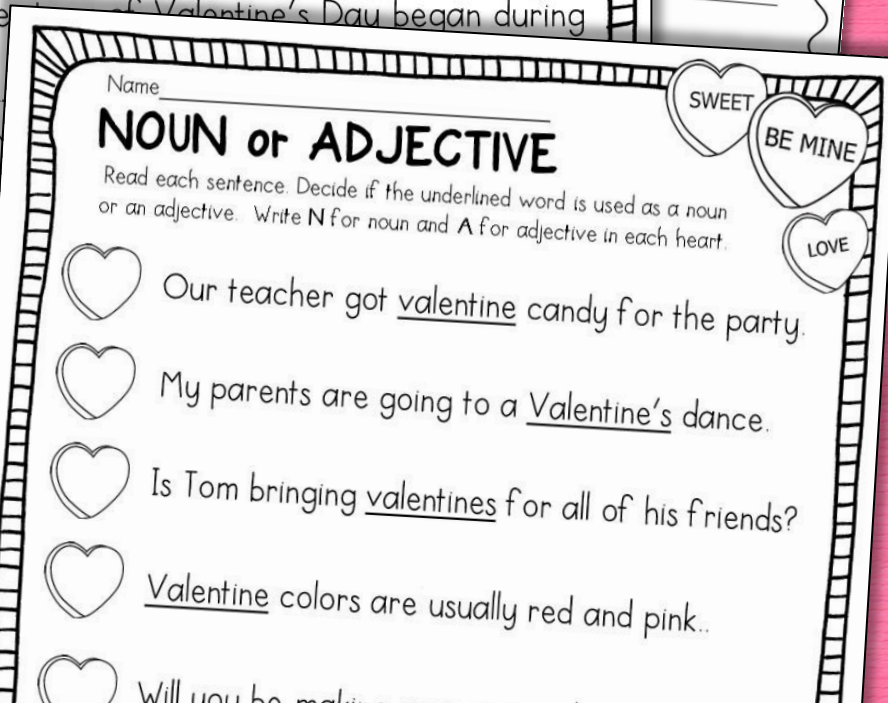 Valentine's Day began during
Name
SWEET
BE MINE
NOUN or ADJECTIVE
Read each sentence. Decide if the underlined word is used as a noun
or an adjective. Write N for noun and A for adjective in each heart.
LOVE
Our teacher got valentine candy for the party.
My parents are going to a Valentine's dance.
Is Tom bringing valentines for all of his friends?
Valentine colors are usually red and pink..
Will you be